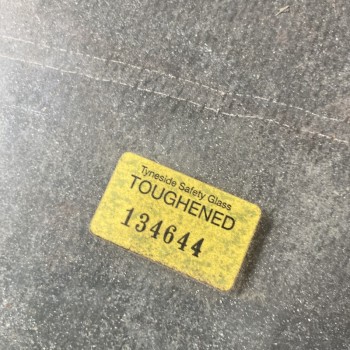 Tyneside Safety Glass
TOUGHENED
134644